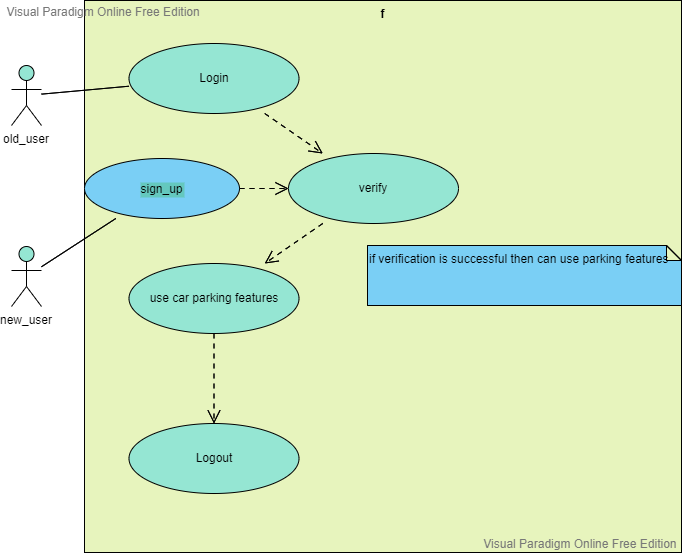 Visual Paradigm Online Free Edition
f
Login
old_user
sign_up
verify
if verification is successful then can use parking features
use car parking features
new_user
Logout
Visual Paradigm Online Free Edition